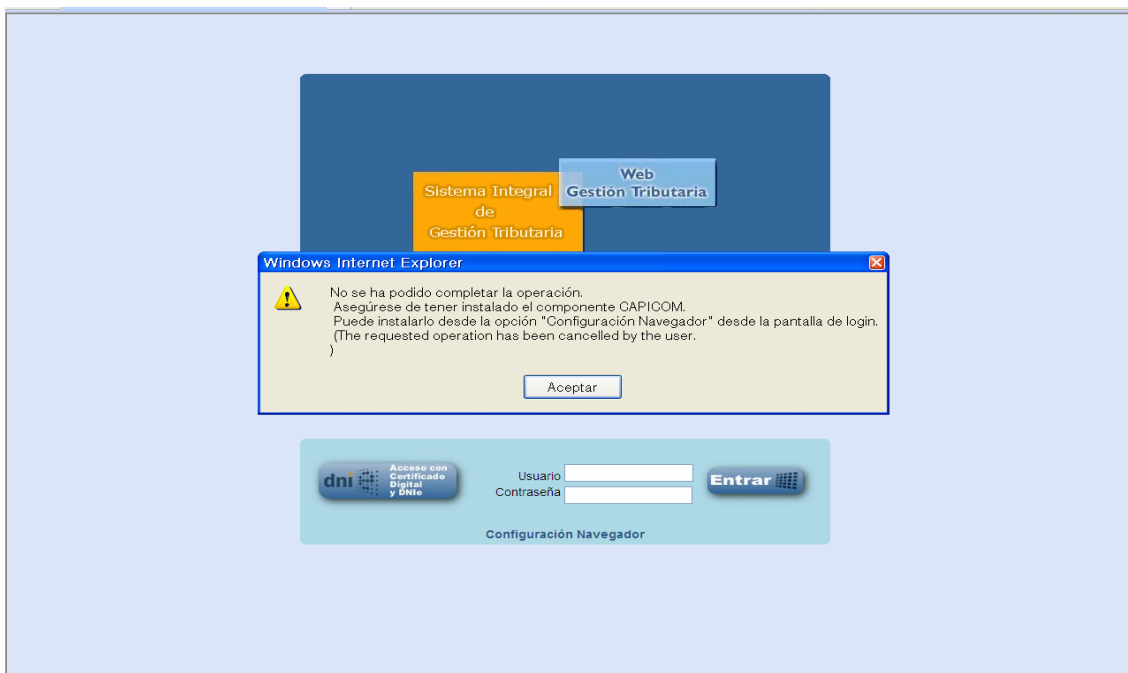 Web
Gestión Tributaria
Sistema Integral
de
Gestión Tributaria
Windows Internet Explorer
No se ha podido completar la operación.
Asegúrese de tener instalado el componente CAPICOM.
Puede instalarlo desde la opción "Configuración Navegador" desde la pantalla de login.
(The requested operation has been cancelled by the user.
)
Aceptar
dni
Acceso con
Certificado
Digital
y DNIe
Usuario
Contraseña
Entrar
Configuración Navegador